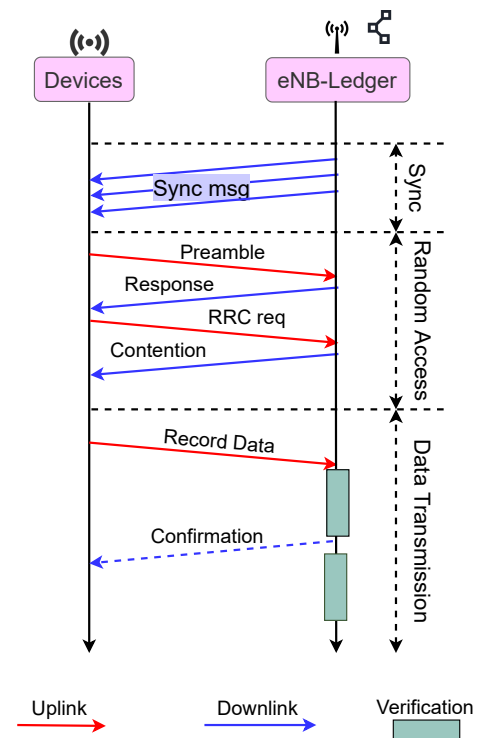 Devices
eNB-Ledger
Sync msg
Sync
Preamble
Response
RRC req
Contention
Random Access
Record Data
Confirmation
Data Transmission
Uplink
Downlink
Verification